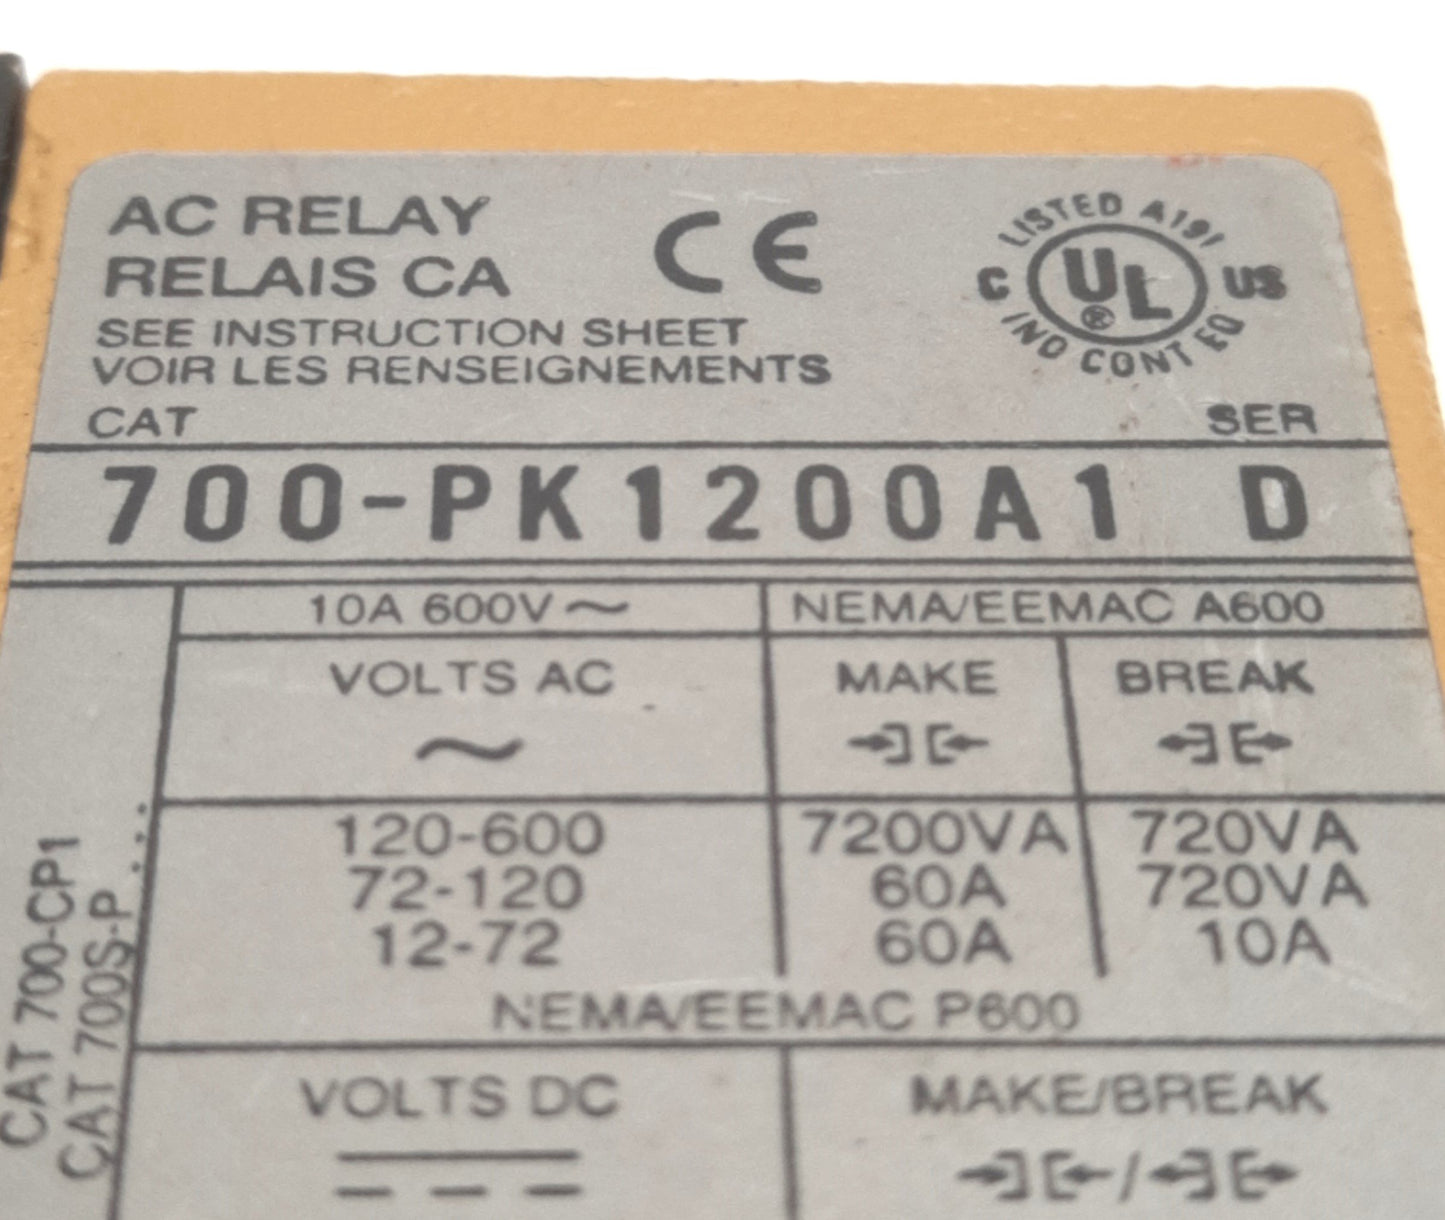 AC RELAY
RELAIS CA
CE
LISTED A191
C UL® US
IND CONT EQ
SEE INSTRUCTION SHEET
VOIR LES RENSEIGNEMENTS
CAT SER
700-PK1200A1 D
10A 600V~ NEMA/EEMAC A600
VOLTS AC MAKE BREAK
~
120-600 7200VA 720VA
72-120 60A 720VA
12-72 60A 10A
NEMA/EEMAC P600
VOLTS DC MAKE/BREAK
/
CAT 700-CP1
CAT 700S-P...